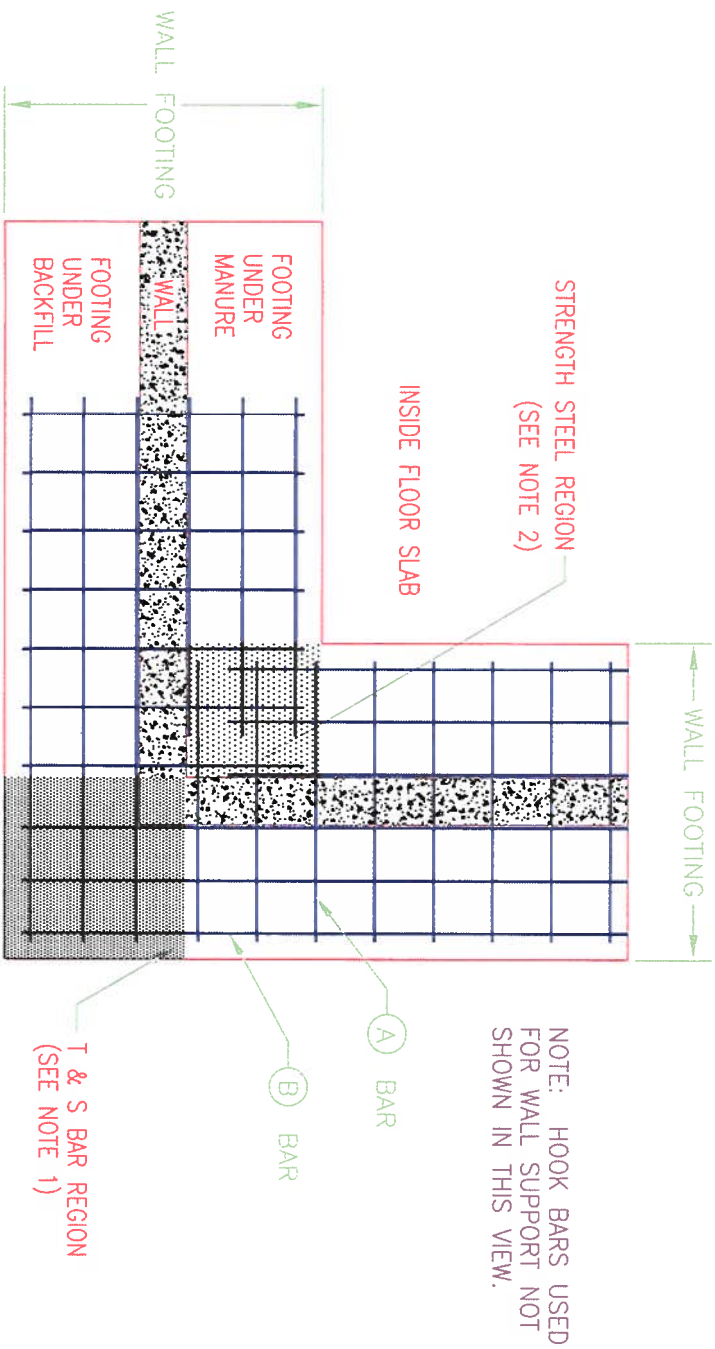 WALL FOOTING
NOTE: HOOK BARS USED
FOR WALL SUPPORT NOT
SHOWN IN THIS VIEW.
A BAR
B BAR
T & S BAR REGION
(SEE NOTE 1)
STRENGTH STEEL REGION
(SEE NOTE 2)
INSIDE FLOOR SLAB
FOOTING
UNDER
MANURE
WALL
FOOTING
UNDER
BACKFILL
WALL FOOTING